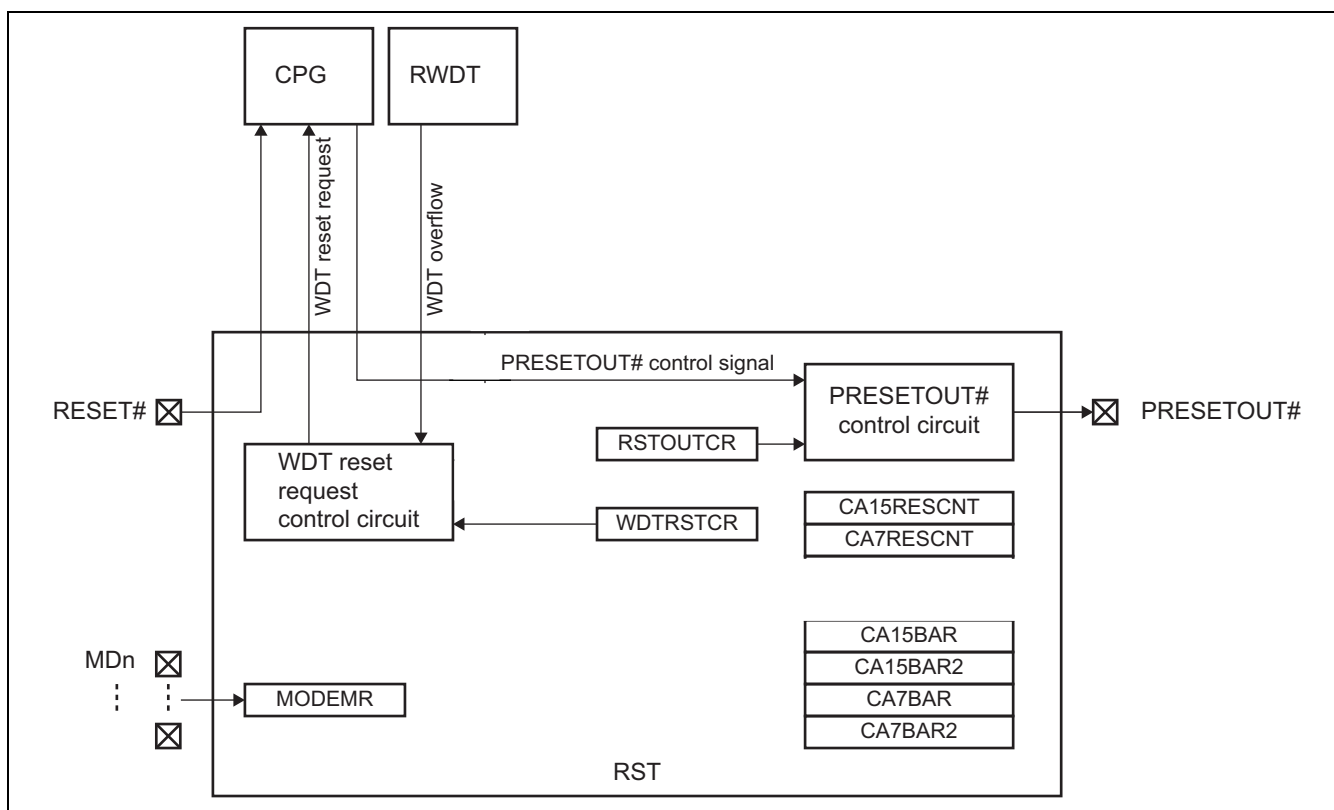 CPG
RWDT
WDT reset request
WDT overflow
PRESETOUT# control signal
RESET#
PRESETOUT#
control circuit
PRESETOUT#
RSTOUTCR
WDT reset
request
control circuit
WDTRSTCR
CA15RESCNT
CA7RESCNT
MDn
MODEMR
CA15BAR
CA15BAR2
CA7BAR
CA7BAR2
RST